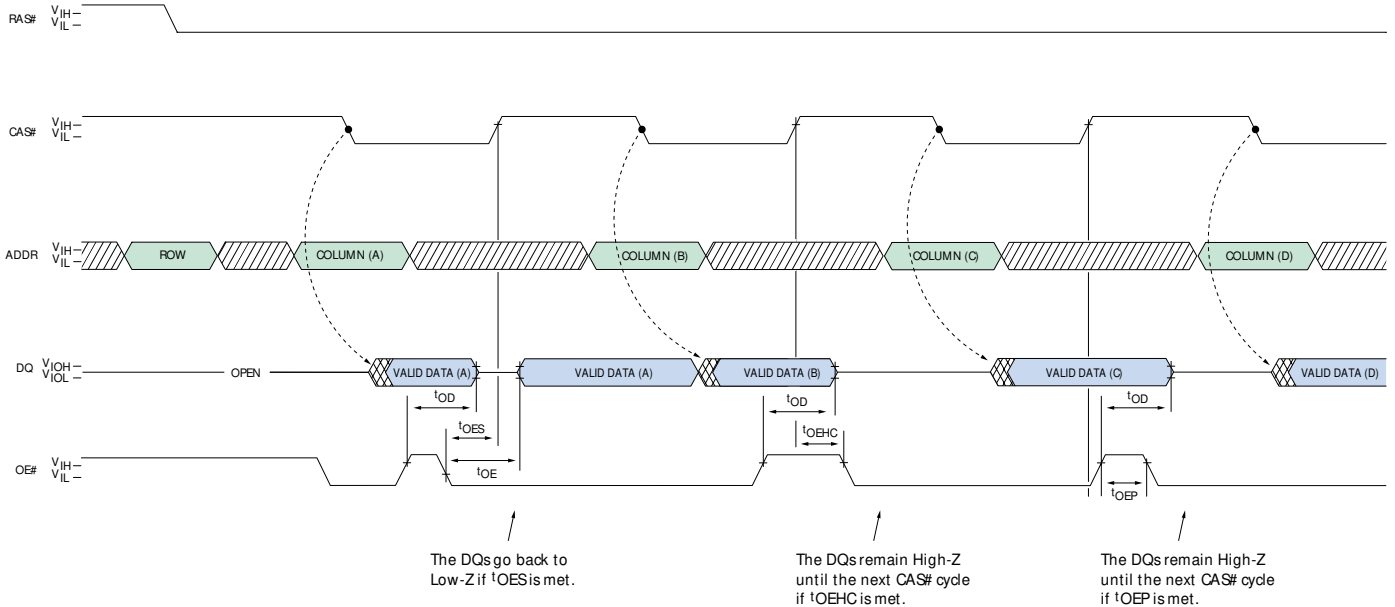 RAS# VIH VIL
CAS# VIH VIL
ADDR VIH VIL
ROW COLUMN (A) COLUMN (B) COLUMN (C) COLUMN (D)
DQ VIOH VIOL
OPEN VALID DATA (A) VALID DATA (A) VALID DATA (B) VALID DATA (C) VALID DATA (D)
tOD tOD tOD
tOES tOEHC
tOE
OE# VIH VIL
tOEP
The DQs go back to
Low-Z if tOES is met.
The DQs remain High-Z
until the next CAS# cycle
if tOEHC is met.
The DQs remain High-Z
until the next CAS# cycle
if tOEP is met.